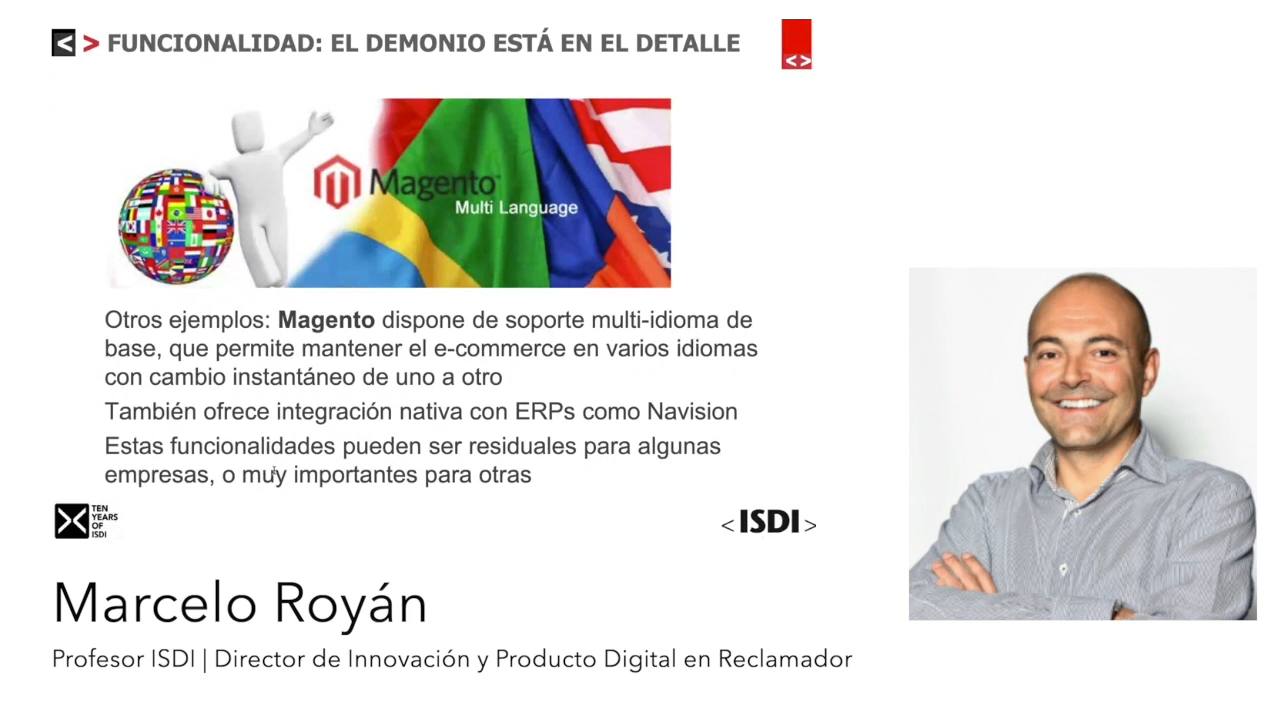 < > FUNCIONALIDAD: EL DEMONIO ESTÁ EN EL DETALLE
< >
Magento
Multi Language
Otros ejemplos: Magento dispone de soporte multi-idioma de
base, que permite mantener el e-commerce en varios idiomas
con cambio instantáneo de uno a otro
También ofrece integración nativa con ERPs como Navision
Estas funcionalidades pueden ser residuales para algunas
empresas, o muy importantes para otras
TEN
YEARS
OF
ISDI
< ISDI >
Marcelo Royán
Profesor ISDI | Director de Innovación y Producto Digital en Reclamador